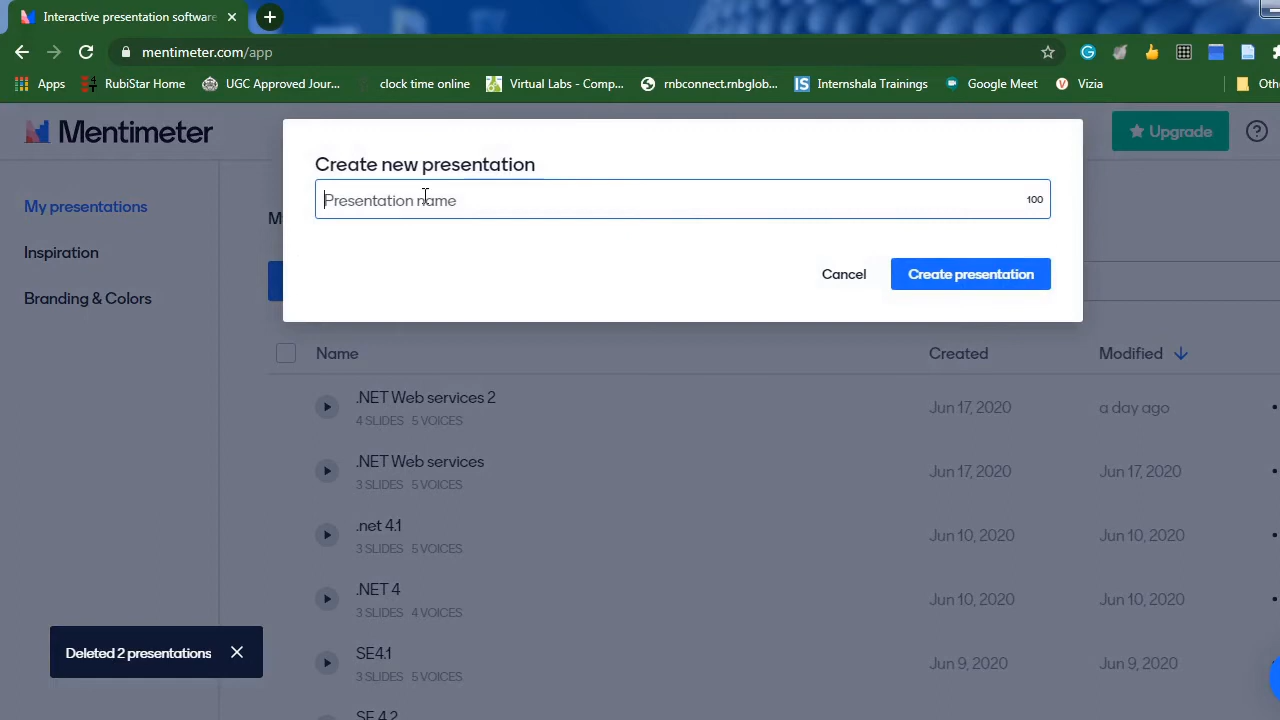 Interactive presentation software
mentimeter.com/app
Apps RubiStar Home UGC Approved Jour... clock time online Virtual Labs - Comp... rnbconnect.rnbglob... Internshala Trainings Google Meet Vizia
Mentimeter
Upgrade
Create new presentation
Presentation name 100
Cancel Create presentation
My presentations
Inspiration
Branding & Colors
Name Created Modified
.NET Web services 2 Jun 17, 2020 a day ago
4 SLIDES 5 VOICES
.NET Web services Jun 17, 2020 Jun 17, 2020
3 SLIDES 5 VOICES
.net 4.1 Jun 10, 2020 Jun 10, 2020
3 SLIDES 5 VOICES
.NET 4 Jun 10, 2020 Jun 10, 2020
3 SLIDES 4 VOICES
SE4.1 Jun 9, 2020 Jun 9, 2020
3 SLIDES 5 VOICES
SE 4.2
Deleted 2 presentations